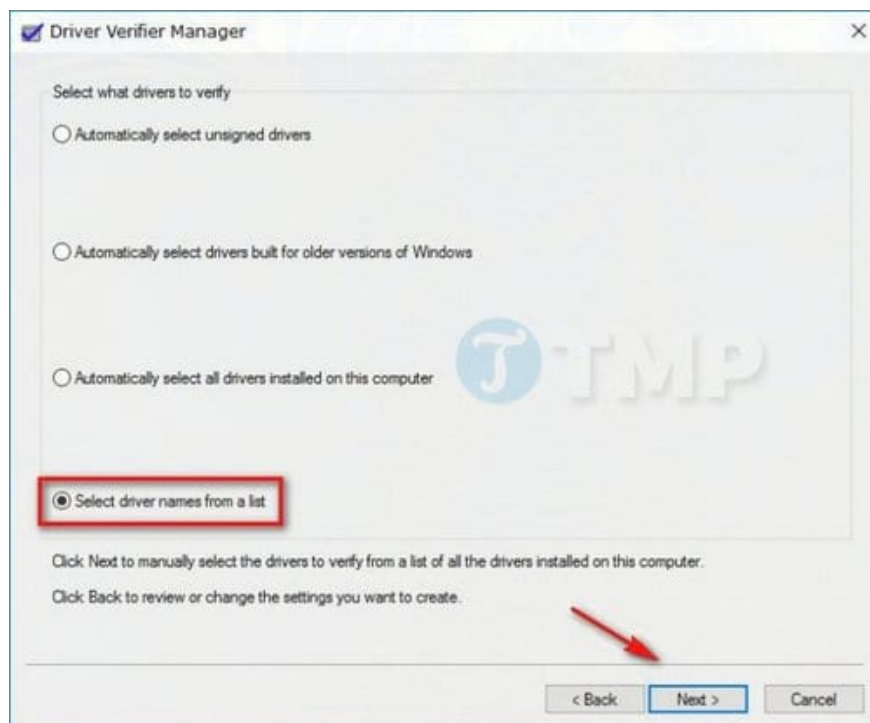 Driver Verifier Manager
Select what drivers to verify
Automatically select unsigned drivers
Automatically select drivers built for older versions of Windows
Automatically select all drivers installed on this computer
TMP
Select driver names from a list
Click Next to manually select the drivers to verify from a list of all the drivers installed on this computer.
Click Back to review or change the settings you want to create.
< Back
Next >
Cancel